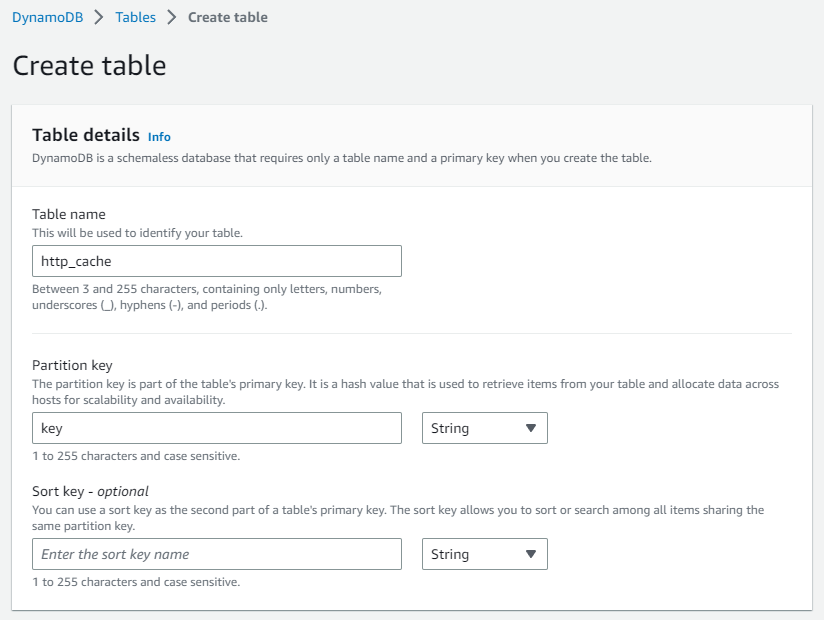 DynamoDB > Tables > Create table
Create table
Table details Info
DynamoDB is a schemaless database that requires only a table name and a primary key when you create the table.
Table name
This will be used to identify your table.
http_cache
Between 3 and 255 characters, containing only letters, numbers,
underscores (_), hyphens (-), and periods (.).
Partition key
The partition key is part of the table's primary key. It is a hash value that is used to retrieve items from your table and allocate data across
hosts for scalability and availability.
key String
1 to 255 characters and case sensitive.
Sort key - optional
You can use a sort key as the second part of a table's primary key. The sort key allows you to sort or search among all items sharing the
same partition key.
Enter the sort key name String
1 to 255 characters and case sensitive.